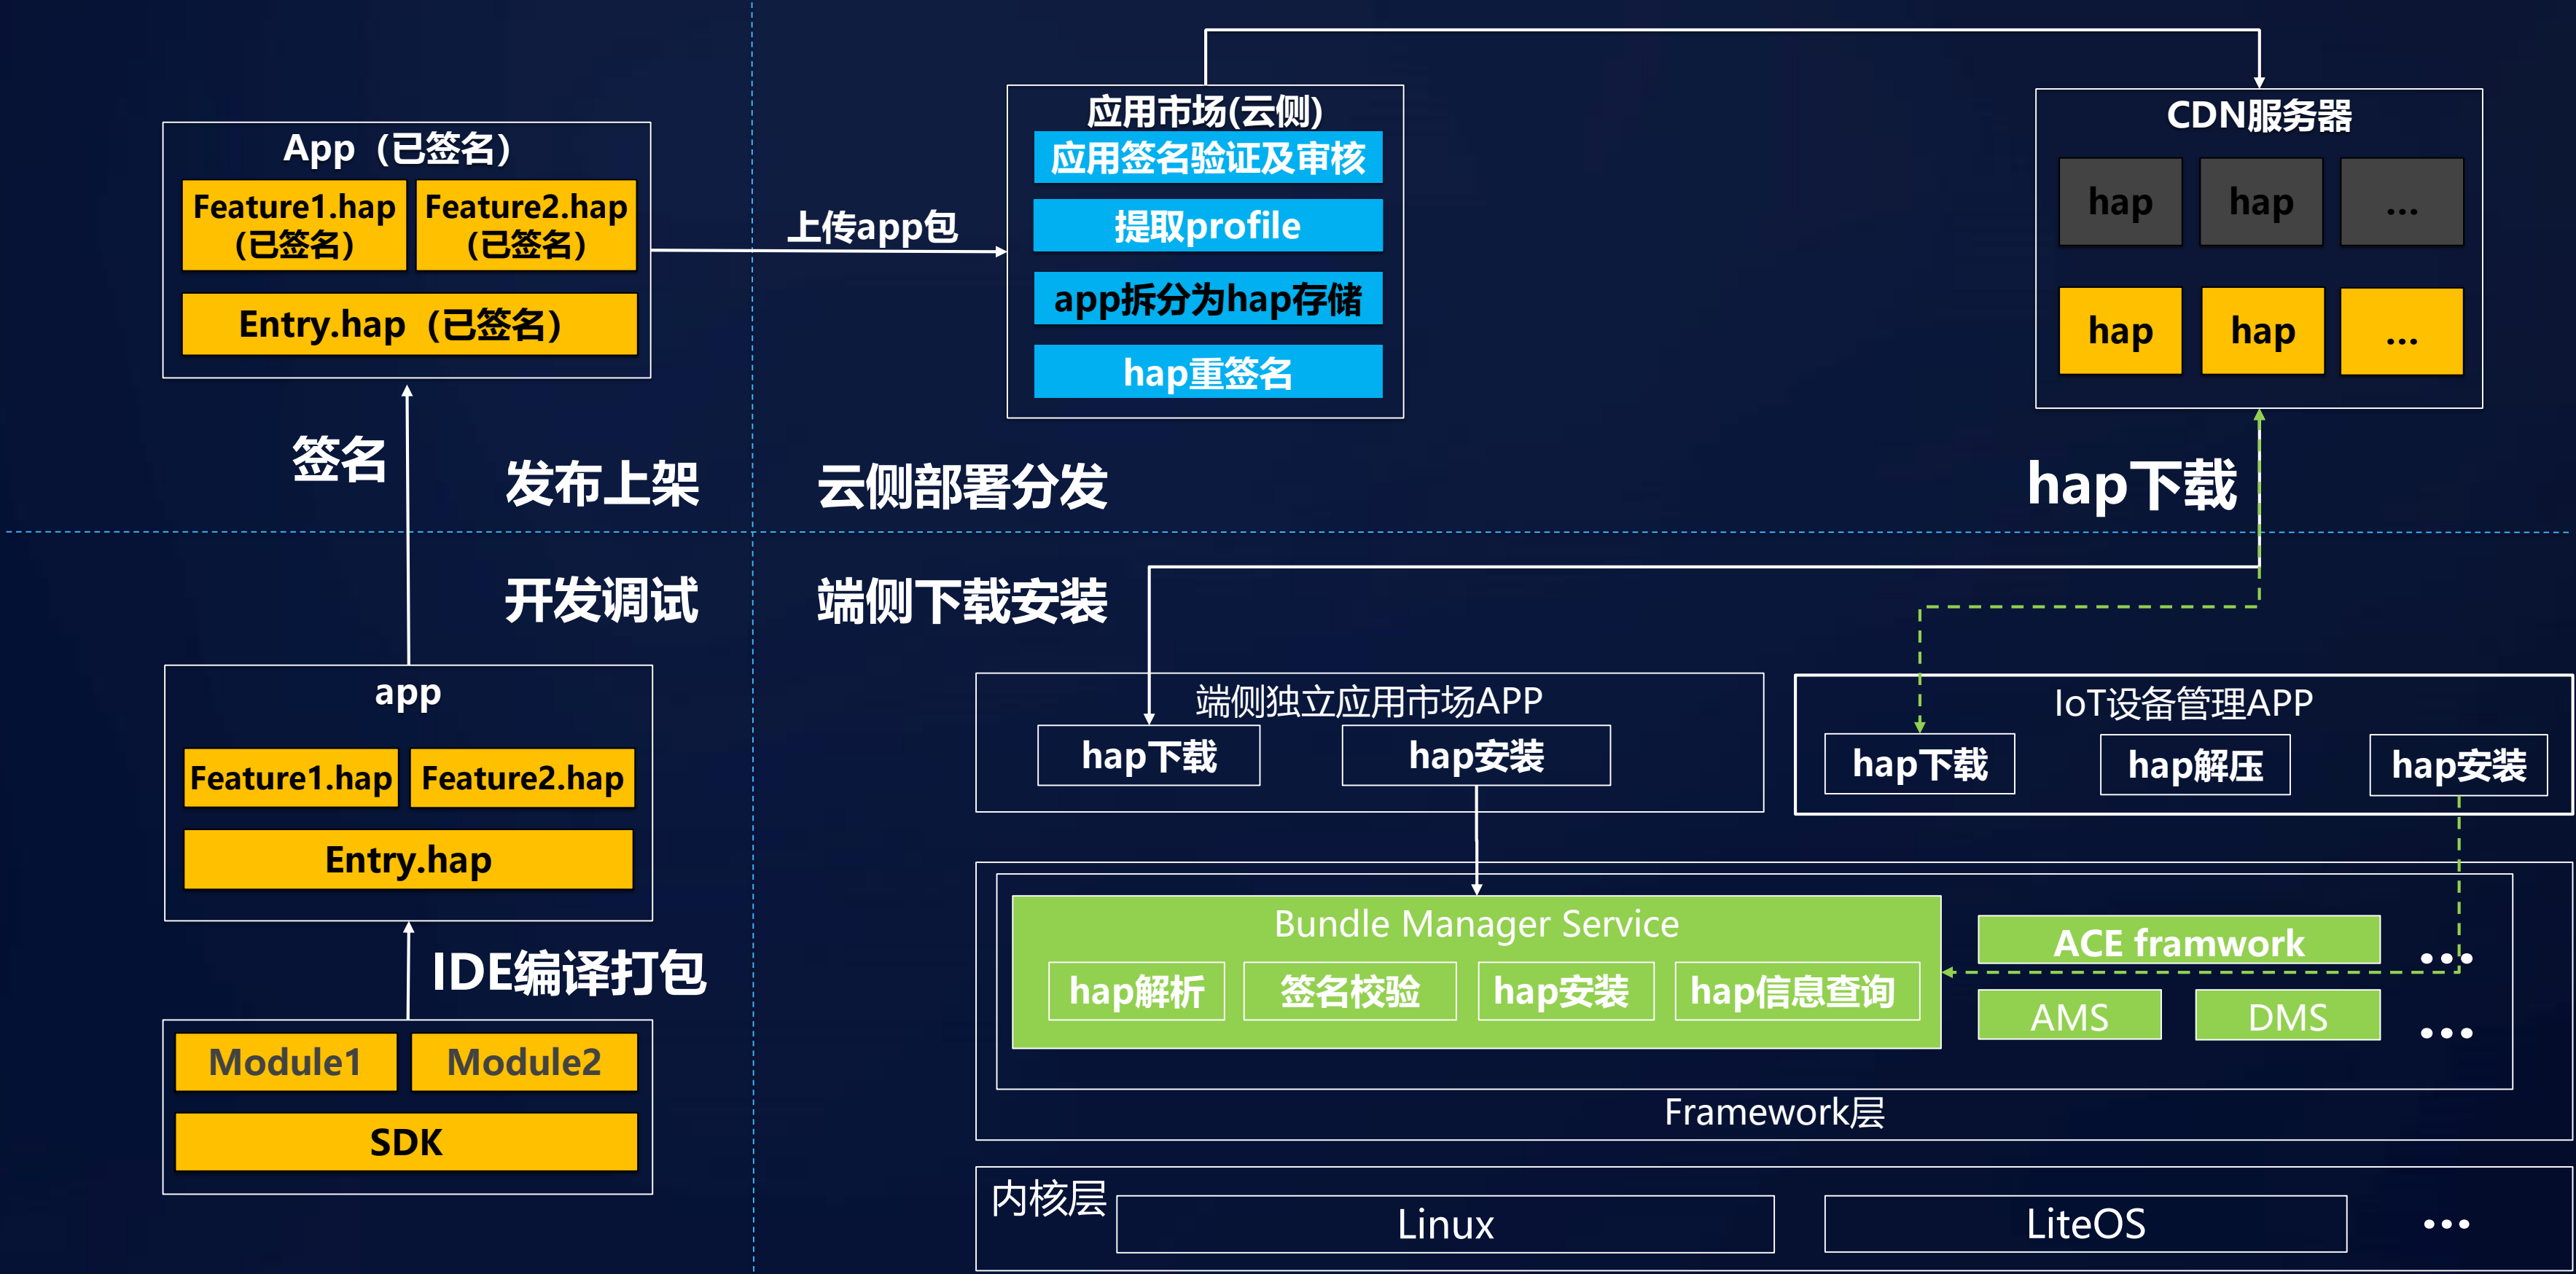 App（已签名）
Feature1.hap
（已签名）
Feature2.hap
（已签名）
Entry.hap（已签名）
签名
发布上架
上传app包
应用市场(云侧)
应用签名验证及审核
提取profile
app拆分为hap存储
hap重签名
云侧部署分发
CDN服务器
hap
hap
...
hap
hap
...
hap下载
开发调试
app
Feature1.hap
Feature2.hap
Entry.hap
IDE编译打包
Module1
Module2
SDK
端侧下载安装
端侧独立应用市场APP
hap下载
hap安装
IoT设备管理APP
hap下载
hap解压
hap安装
Bundle Manager Service
hap解析
签名校验
hap安装
hap信息查询
ACE framwork
...
AMS
DMS
...
Framework层
内核层
Linux
LiteOS
...